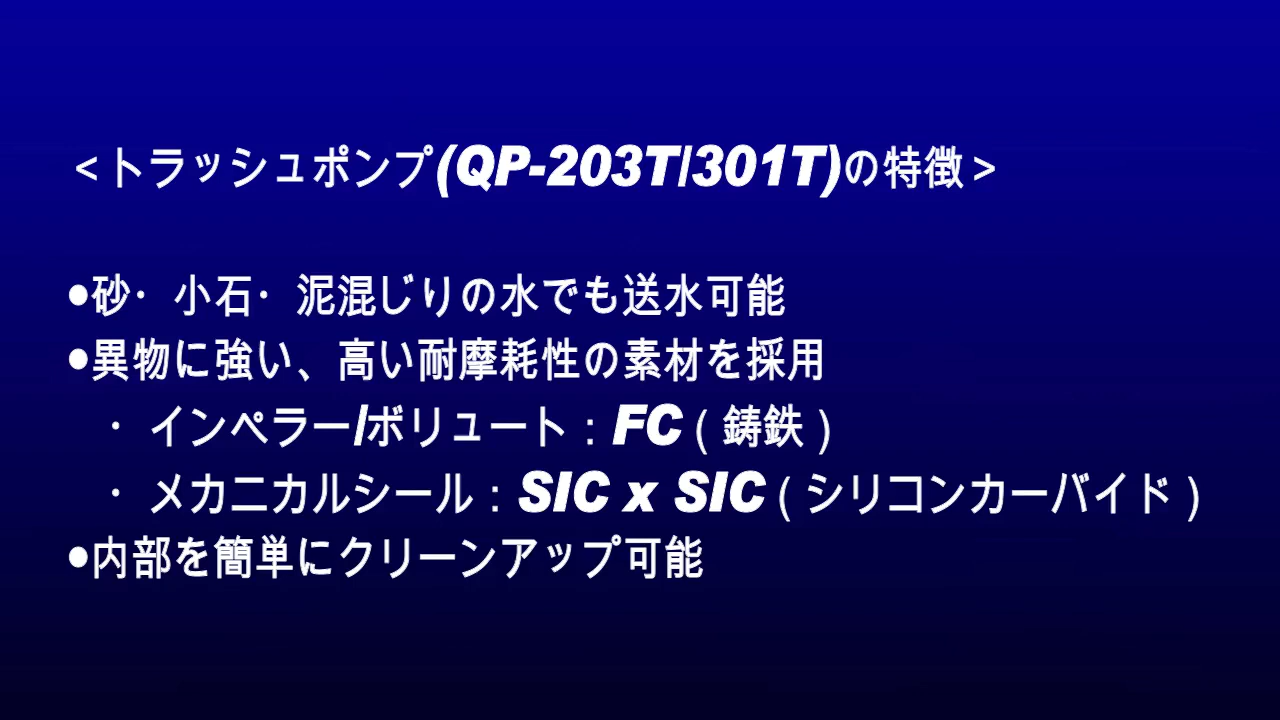 <トラッシュポンプ(QP-203T/301T)の特徴>
●砂・小石・泥混じりの水でも送水可能
●異物に強い、高い耐摩耗性の素材を採用
・インペラー/ボリュート：FC(鋳鉄)
・メカニカルシール：SIC x SIC(シリコンカーバイド)
●内部を簡単にクリーンアップ可能